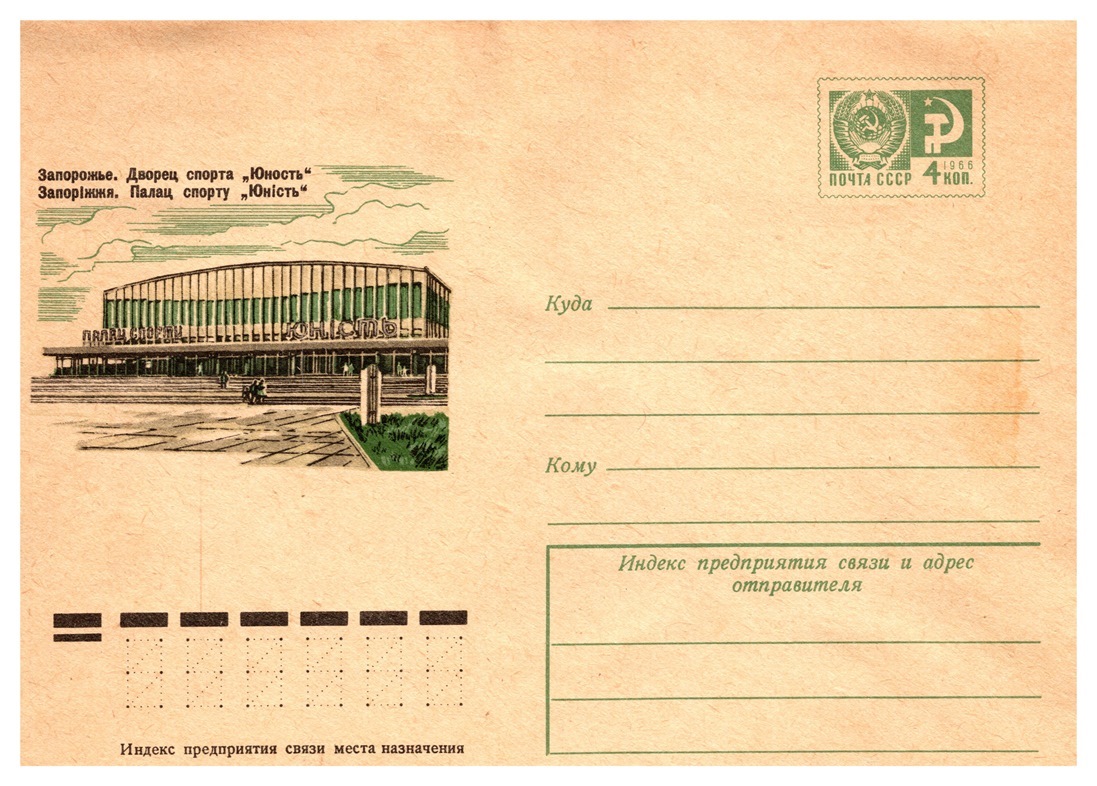 Запорожье. Дворец спорта „Юность“
Запоріжжя. Палац спорту „Юність“
ПАЛАЦ СПОРТУ ЮНІСТЬ
1966
ПОЧТА СССР 4 КОП.
Куда
Кому
Индекс предприятия связи и адрес
отправителя
Индекс предприятия связи места назначения